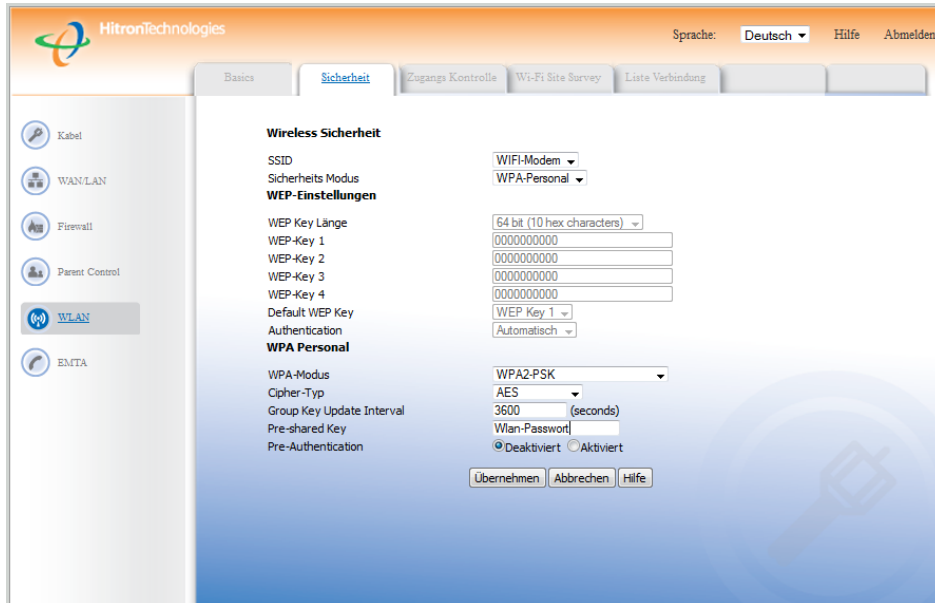 HitronTechnologies
Sprache: Deutsch Hilfe Abmelden
Basics Sicherheit Zugangs Kontrolle Wi-Fi Site Survey Liste Verbindung
Kabel
WAN/LAN
Firewall
Parent Control
WLAN
EMTA
Wireless Sicherheit
SSID WIFI-Modem
Sicherheits Modus WPA-Personal
WEP-Einstellungen
WEP Key Länge 64 bit (10 hex characters)
WEP-Key 1 0000000000
WEP-Key 2 0000000000
WEP-Key 3 0000000000
WEP-Key 4 0000000000
Default WEP Key WEP Key 1
Authentication Automatisch
WPA Personal
WPA-Modus WPA2-PSK
Cipher-Typ AES
Group Key Update Interval 3600 (seconds)
Pre-shared Key Wlan-Passwort
Pre-Authentication Deaktiviert Aktiviert
Übernehmen Abbrechen Hilfe